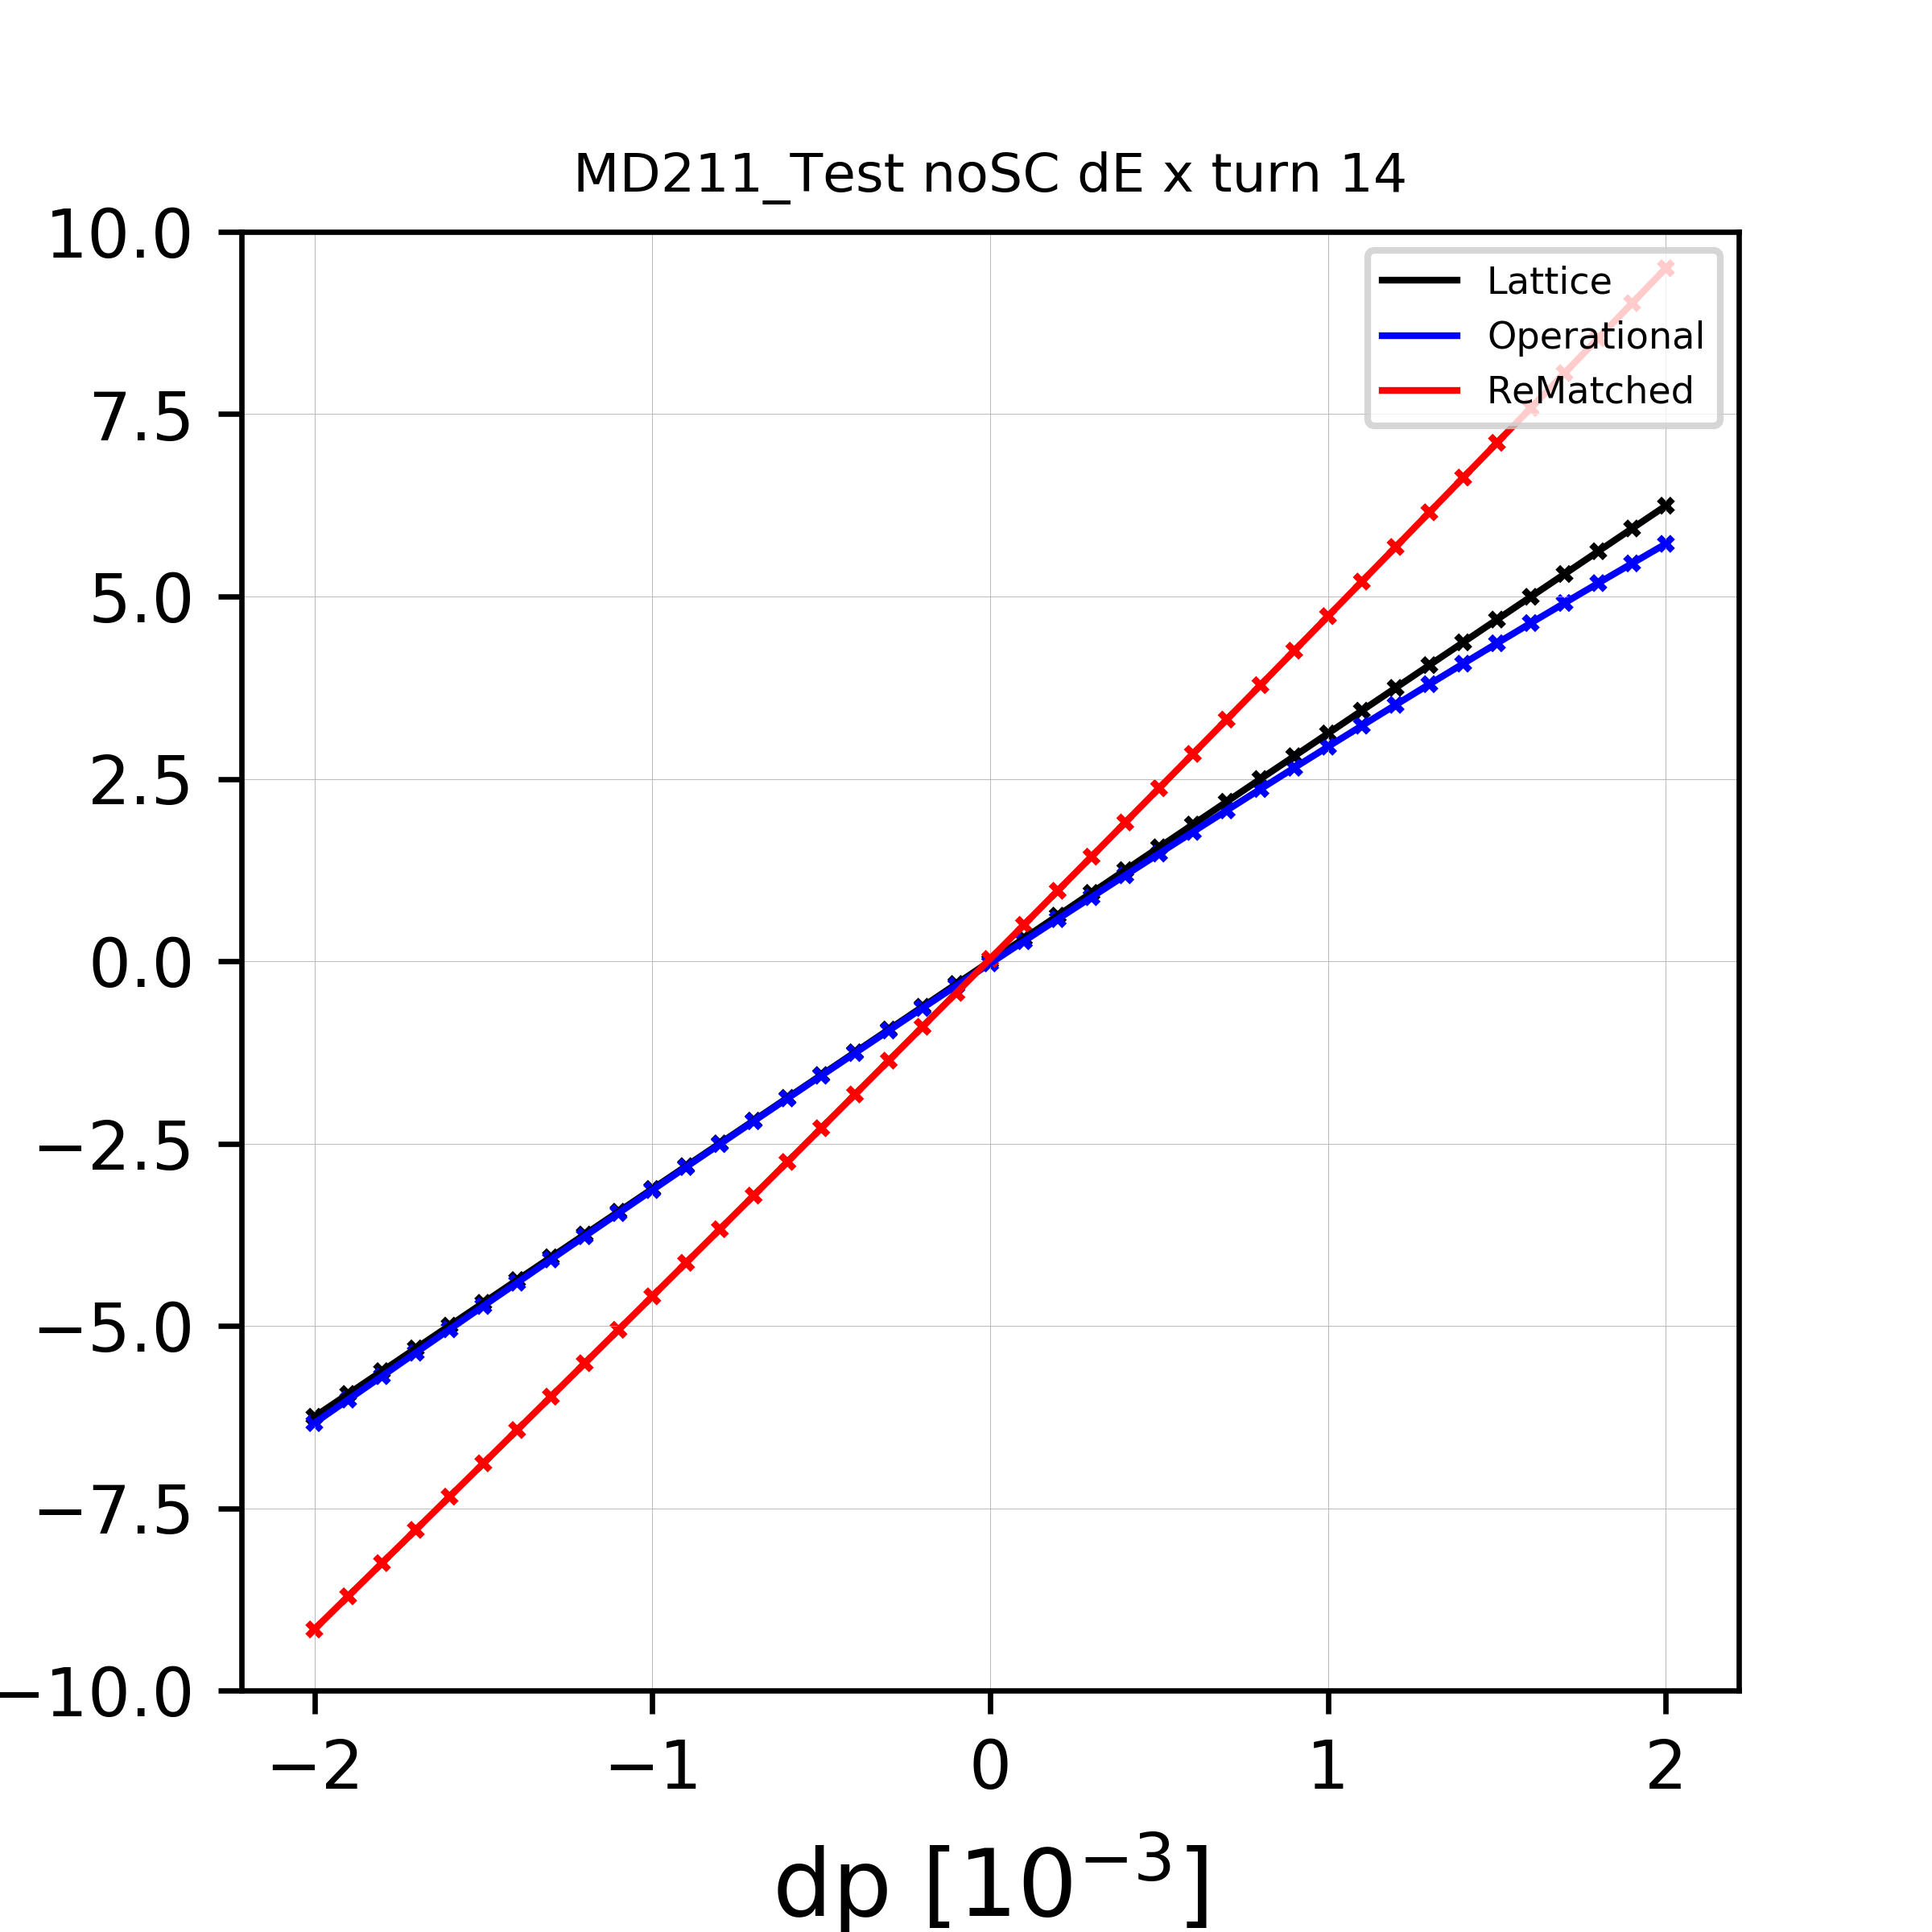 MD211_Test noSC dE x turn 14
10.0
7.5
5.0
2.5
0.0
−2.5
−5.0
−7.5
−10.0
Lattice
Operational
ReMatched
−2 −1 0 1 2
dp [10⁻³]